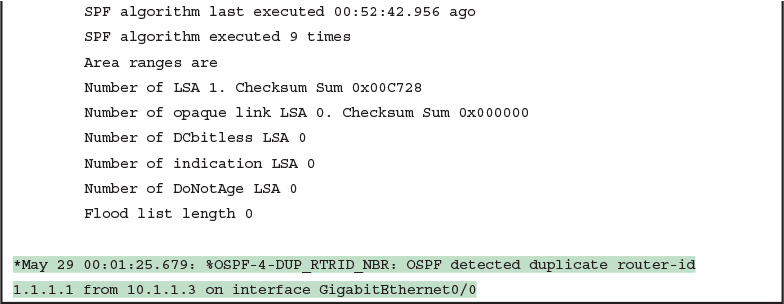 SPF algorithm last executed 00:52:42.956 ago
SPF algorithm executed 9 times
Area ranges are
Number of LSA 1. Checksum Sum 0x00C728
Number of opaque link LSA 0. Checksum Sum 0x000000
Number of DCbitless LSA 0
Number of indication LSA 0
Number of DoNotAge LSA 0
Flood list length 0
*May 29 00:01:25.679: %OSPF-4-DUP_RTRID_NBR: OSPF detected duplicate router-id
1.1.1.1 from 10.1.1.3 on interface GigabitEthernet0/0